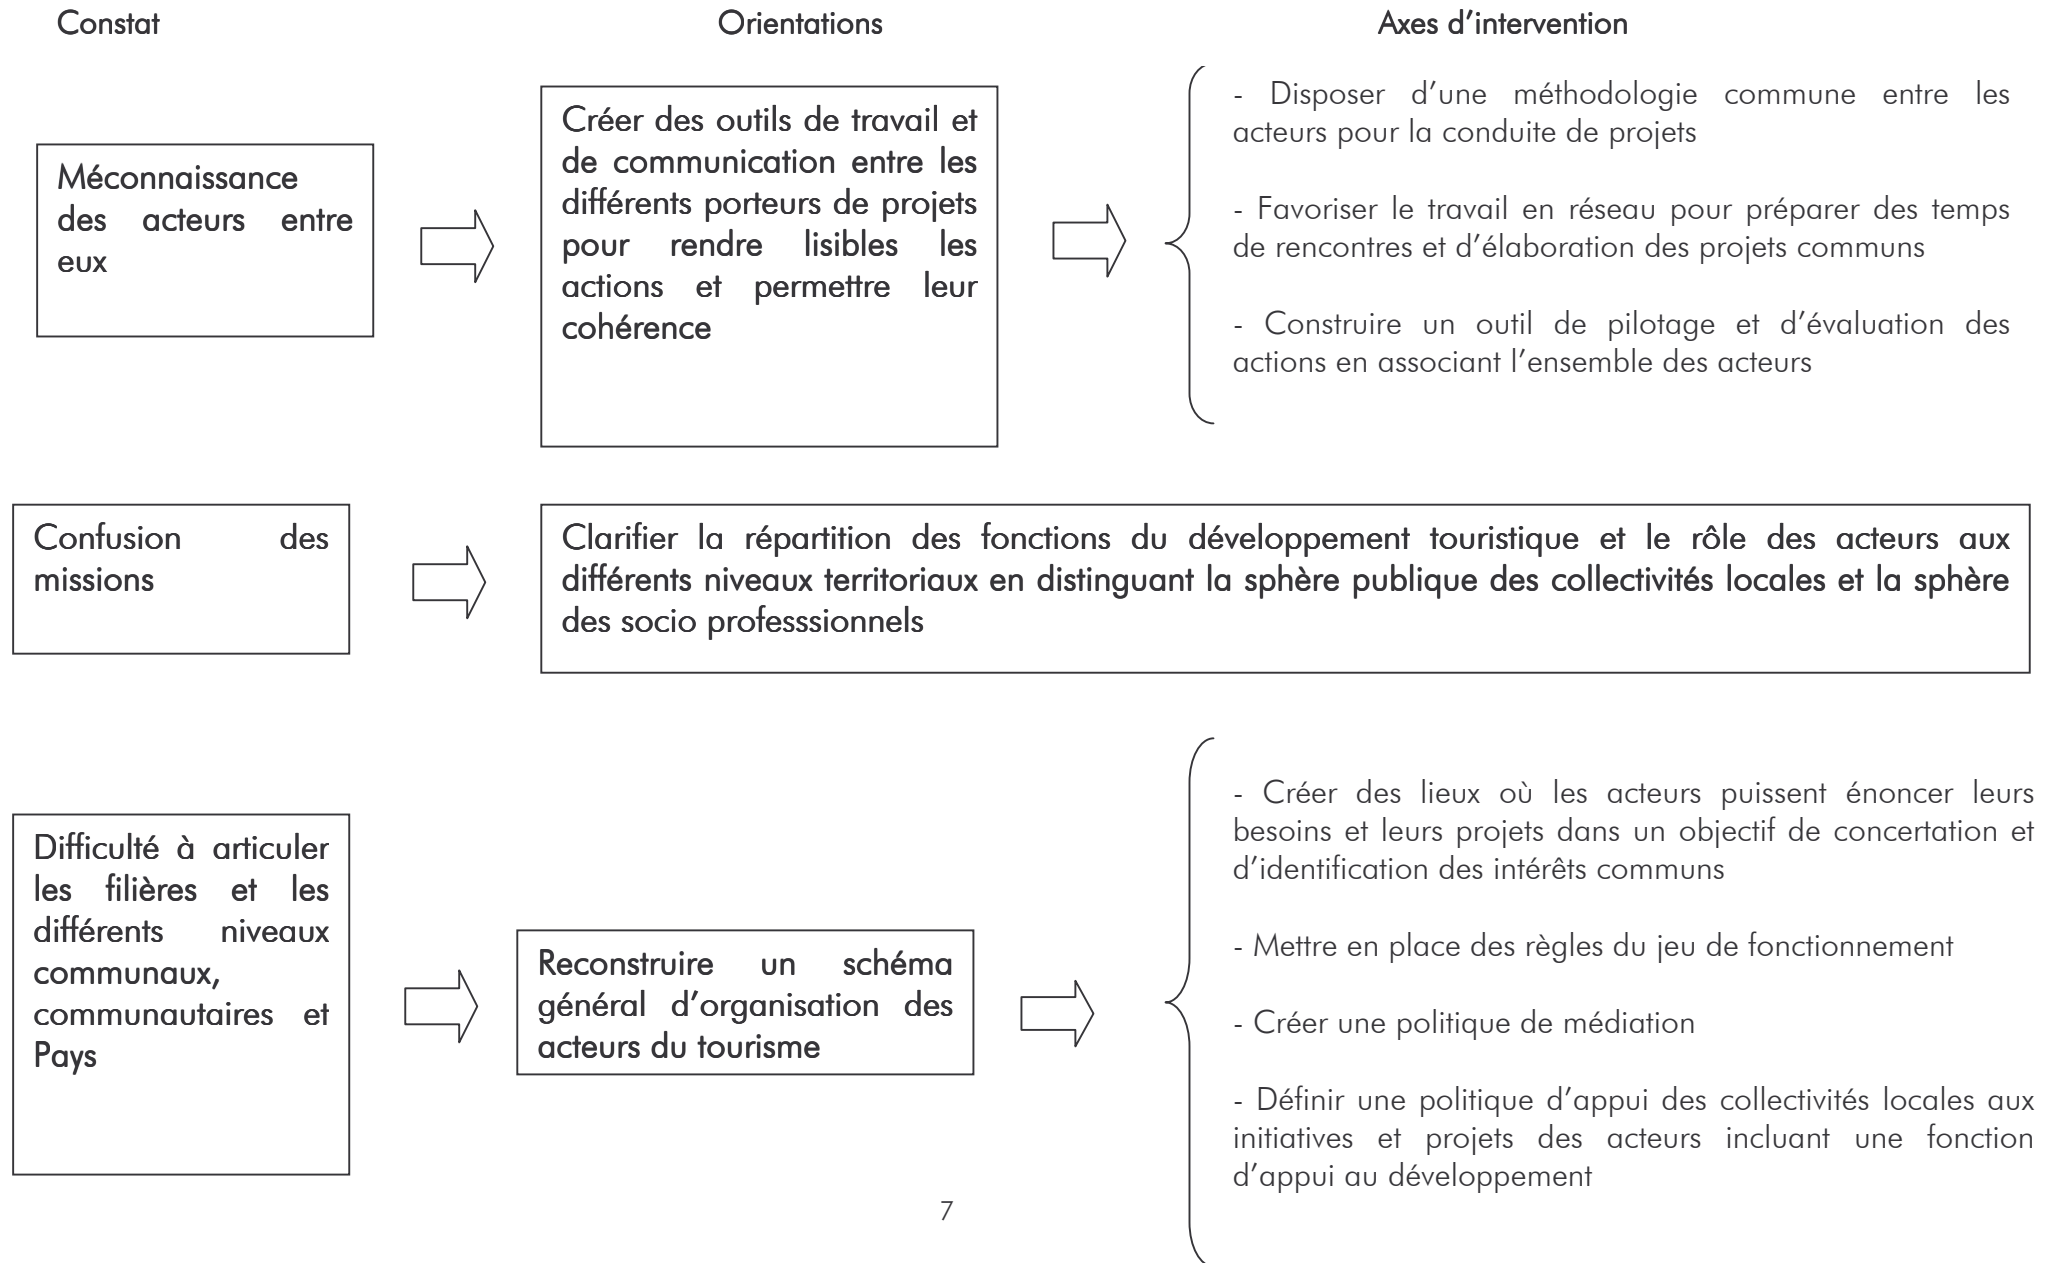 Constat
Orientations
Axes d’intervention
Méconnaissance
des acteurs entre
eux
Créer des outils de travail et
de communication entre les
différents porteurs de projets
pour rendre lisibles les
actions et permettre leur
cohérence
- Disposer d’une méthodologie commune entre les
acteurs pour la conduite de projets
- Favoriser le travail en réseau pour préparer des temps
de rencontres et d’élaboration des projets communs
- Construire un outil de pilotage et d’évaluation des
actions en associant l’ensemble des acteurs
Confusion des
missions
Clarifier la répartition des fonctions du développement touristique et le rôle des acteurs aux
différents niveaux territoriaux en distinguant la sphère publique des collectivités locales et la sphère
des socio professsionnels
Difficulté à articuler
les filières et les
différents niveaux
communaux,
communautaires et
Pays
Reconstruire un schéma
général d’organisation des
acteurs du tourisme
- Créer des lieux où les acteurs puissent énoncer leurs
besoins et leurs projets dans un objectif de concertation et
d’identification des intérêts communs
- Mettre en place des règles du jeu de fonctionnement
- Créer une politique de médiation
- Définir une politique d’appui des collectivités locales aux
initiatives et projets des acteurs incluant une fonction
d’appui au développement
7